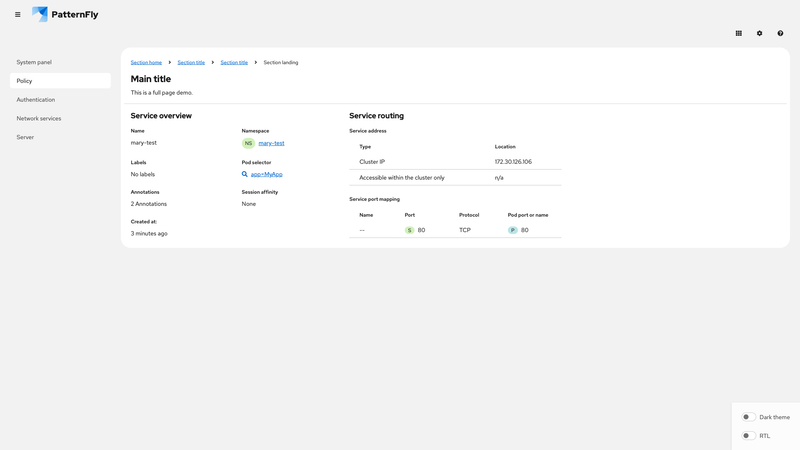 PatternFly
System panel
Policy
Authentication
Network services
Server
Section home
Section title
Section title
Section landing
Main title
This is a full page demo.
Service overview
Name
mary-test
Namespace
NS mary-test
Labels
No labels
Pod selector
app=MyApp
Annotations
2 Annotations
Session affinity
None
Created at:
3 minutes ago
Service routing
Service address
Type Location
Cluster IP 172.30.126.106
Accessible within the cluster only n/a
Service port mapping
Name Port Protocol Pod port or name
-- S 80 TCP P 80
Dark theme
RTL